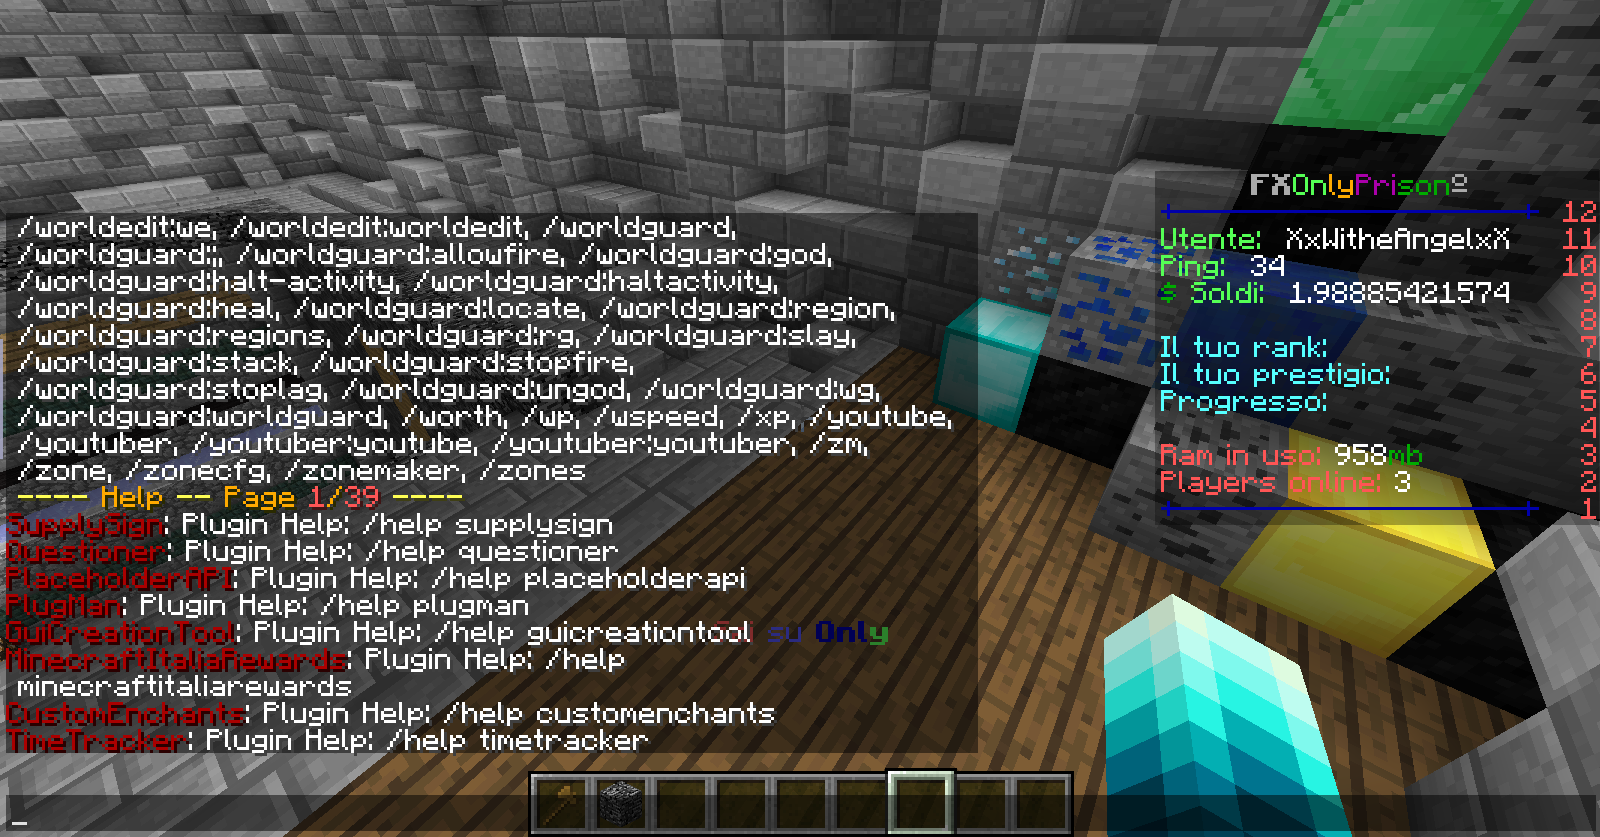 /worldedit:we, /worldedit:worldedit, /worldguard,
/worldguard:;, /worldguard:allowfire, /worldguard:god,
/worldguard:halt-activity, /worldguard:haltactivity,
/worldguard:heal, /worldguard:locate, /worldguard:region,
/worldguard:regions, /worldguard:rg, /worldguard:slay,
/worldguard:stack, /worldguard:stopfire,
/worldguard:stoplag, /worldguard:ungod, /worldguard:wg,
/worldguard:worldguard, /worth, /wp, /wspeed, /xp, /youtube,
/youtuber, /youtuber:youtube, /youtuber:youtuber, /zm,
/zone, /zonecfg, /zonemaker, /zones
---- Help -- Page 1/39 ----
SupplySign: Plugin Help: /help supplysign
Questioner: Plugin Help: /help questioner
PlaceholderAPI: Plugin Help: /help placeholderapi
PlugMan: Plugin Help: /help plugman
GuiCreationTool: Plugin Help: /help guicreationtool
su Only
MinecraftItaliaRewards: Plugin Help: /help
minecraftitaliarewards
CustomEnchants: Plugin Help: /help customenchants
TimeTracker: Plugin Help: /help timetracker
_
FXOnlyPrisonº
12
Utente: XxWitheAngelxX 11
Ping: 34 10
$ Soldi: 1.98885421574 9
8
Il tuo rank: 7
Il tuo prestigio: 6
Progresso: 5
4
Ram in uso: 958mb 3
Players online: 3 2
1